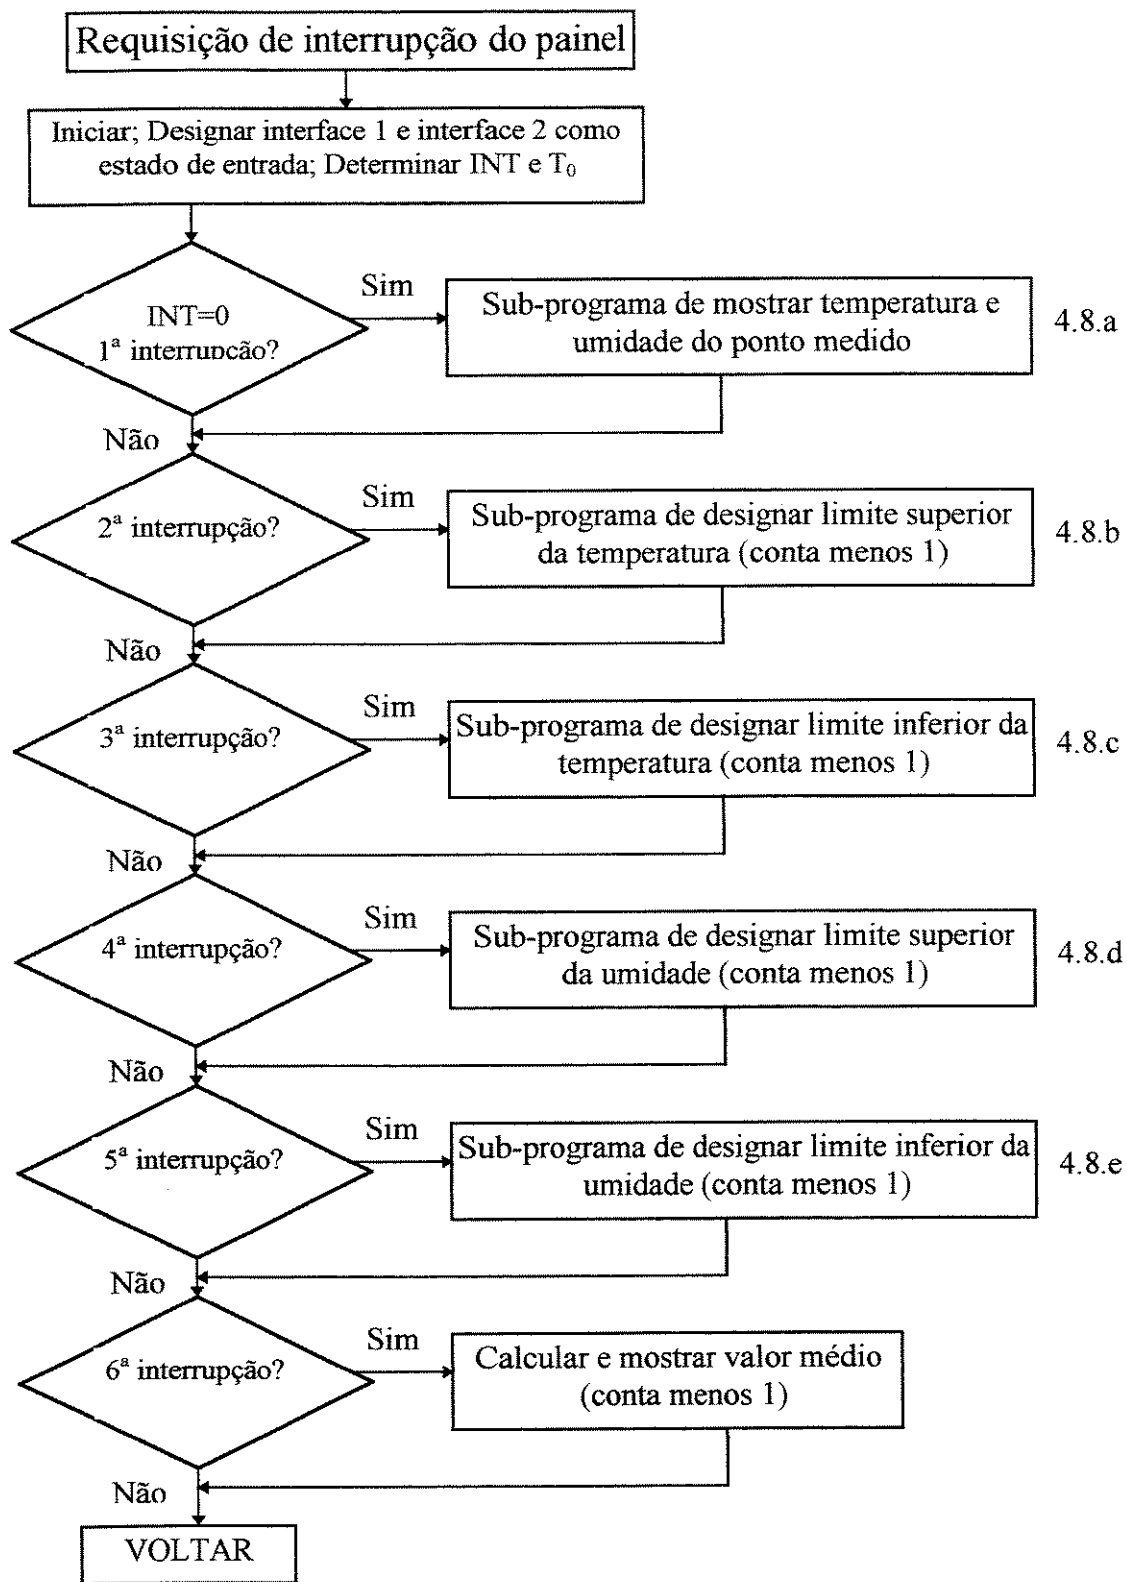 Requisição de interrupção do painel
Iniciar; Designar interface 1 e interface 2 como
estado de entrada; Determinar INT e T₀
INT=0
1ª interrupção?
Sim
Sub-programa de mostrar temperatura e
umidade do ponto medido
4.8.a
Não
2ª interrupção?
Sim
Sub-programa de designar limite superior
da temperatura (conta menos 1)
4.8.b
Não
3ª interrupção?
Sim
Sub-programa de designar limite inferior da
temperatura (conta menos 1)
4.8.c
Não
4ª interrupção?
Sim
Sub-programa de designar limite superior
da umidade (conta menos 1)
4.8.d
Não
5ª interrupção?
Sim
Sub-programa de designar limite inferior da
umidade (conta menos 1)
4.8.e
Não
6ª interrupção?
Sim
Calcular e mostrar valor médio
(conta menos 1)
Não
VOLTAR